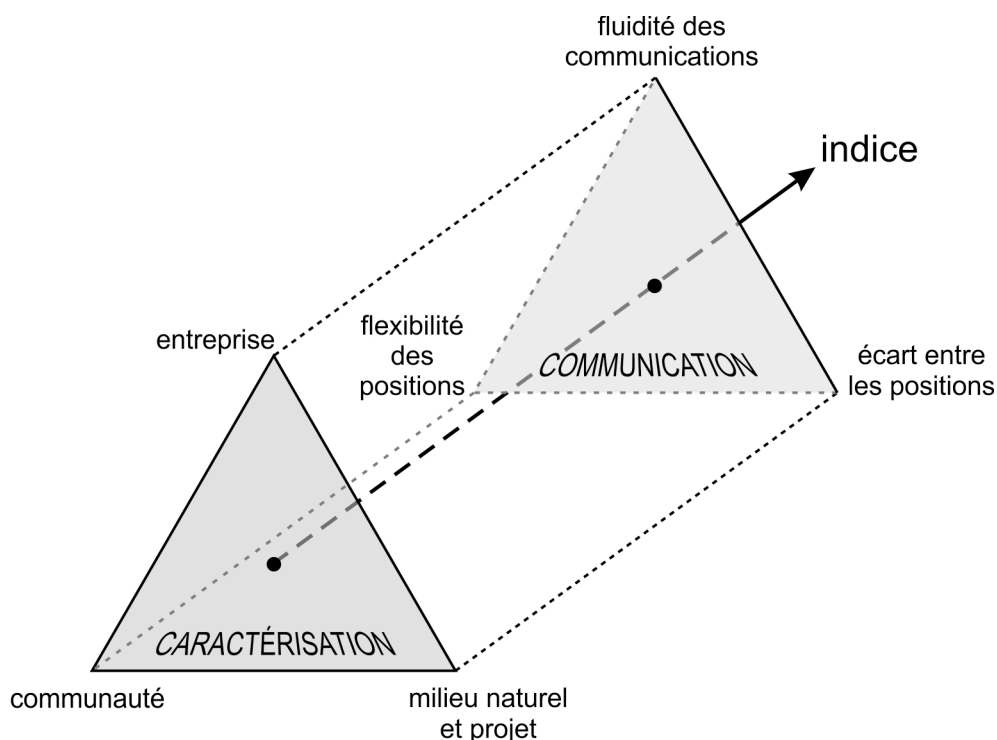 fluidité des
communications
indice
entreprise
flexibilité
des
positions
COMMUNICATION
écart entre
les positions
CARACTÉRISATION
communauté
milieu naturel
et projet